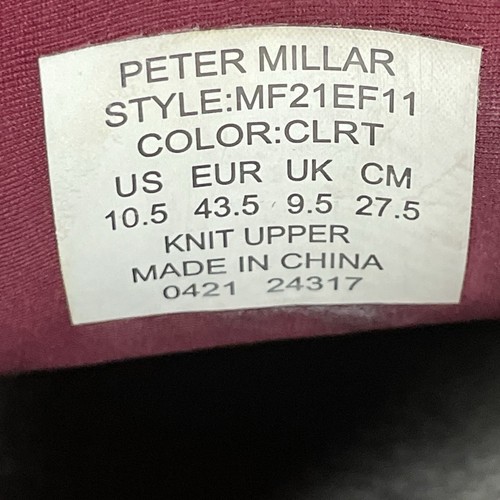 PETER MILLAR
STYLE:MF21EF11
COLOR:CLRT
US EUR UK CM
10.5 43.5 9.5 27.5
KNIT UPPER
MADE IN CHINA
0421 24317